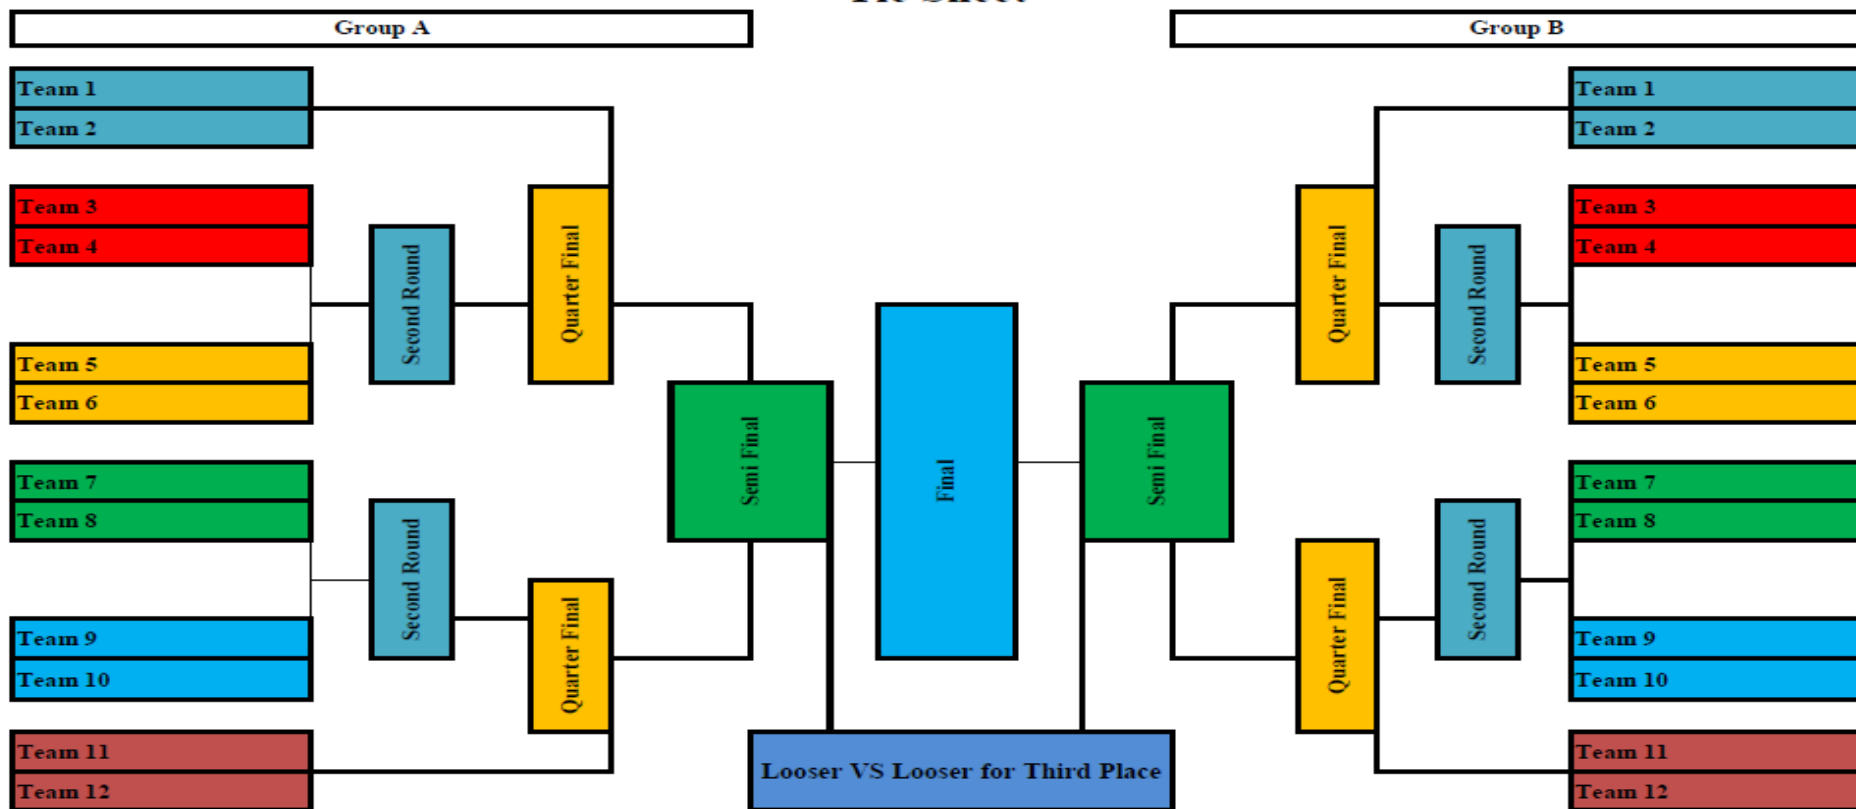 Group A
Group B
Team 1
Team 2
Team 3
Team 4
Team 5
Team 6
Team 7
Team 8
Team 9
Team 10
Team 11
Team 12
Second Round
Second Round
Quarter Final
Quarter Final
Semi Final
Final
Semi Final
Quarter Final
Quarter Final
Second Round
Second Round
Team 1
Team 2
Team 3
Team 4
Team 5
Team 6
Team 7
Team 8
Team 9
Team 10
Team 11
Team 12
Looser VS Looser for Third Place